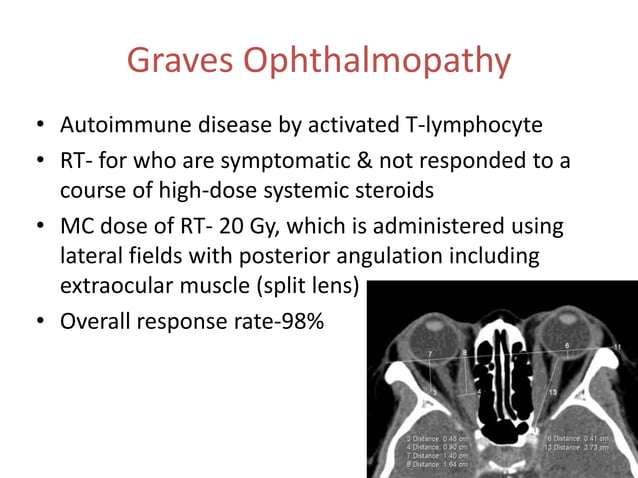 Graves Ophthalmopathy
• Autoimmune disease by activated T-lymphocyte
• RT- for who are symptomatic & not responded to a
course of high-dose systemic steroids
• MC dose of RT- 20 Gy, which is administered using
lateral fields with posterior angulation including
extraocular muscle (split lens)
• Overall response rate-98%
7
8
6
11
3
4
13
3 Distance: 0.48 cm
4 Distance: 0.90 cm
7 Distance: 1.40 cm
8 Distance: 1.64 cm
6 Distance: 0.41 cm
13 Distance: 3.73 cm